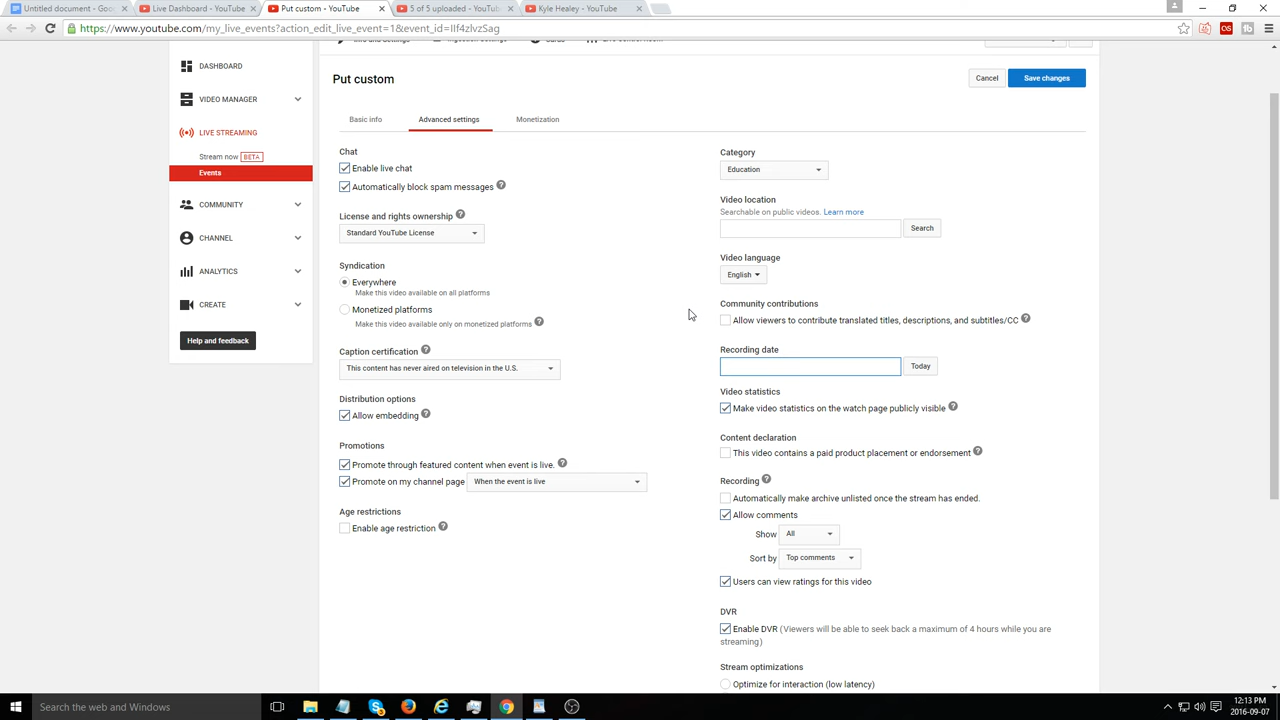 Untitled document - Goo
Live Dashboard - YouTube
Put custom - YouTube
5 of 5 uploaded - YouTub
Kyle Healey - YouTube
https://www.youtube.com/my_live_events?action_edit_live_event=1&event_id=IIf4zlvzSag
DASHBOARD
VIDEO MANAGER
LIVE STREAMING
Stream now BETA
Events
COMMUNITY
CHANNEL
ANALYTICS
CREATE
Help and feedback
Put custom
Cancel
Save changes
Basic info
Advanced settings
Monetization
Chat
Enable live chat
Automatically block spam messages
License and rights ownership
Standard YouTube License
Syndication
Everywhere
Make this video available on all platforms
Monetized platforms
Make this video available only on monetized platforms
Caption certification
This content has never aired on television in the U.S.
Distribution options
Allow embedding
Promotions
Promote through featured content when event is live.
Promote on my channel page When the event is live
Age restrictions
Enable age restriction
Category
Education
Video location
Searchable on public videos. Learn more
Search
Video language
English
Community contributions
Allow viewers to contribute translated titles, descriptions, and subtitles/CC
Recording date
Today
Video statistics
Make video statistics on the watch page publicly visible
Content declaration
This video contains a paid product placement or endorsement
Recording
Automatically make archive unlisted once the stream has ended.
Allow comments
Show All
Sort by Top comments
Users can view ratings for this video
DVR
Enable DVR (Viewers will be able to seek back a maximum of 4 hours while you are
streaming)
Stream optimizations
Optimize for interaction (low latency)
Search the web and Windows
12:13 PM
2016-09-07